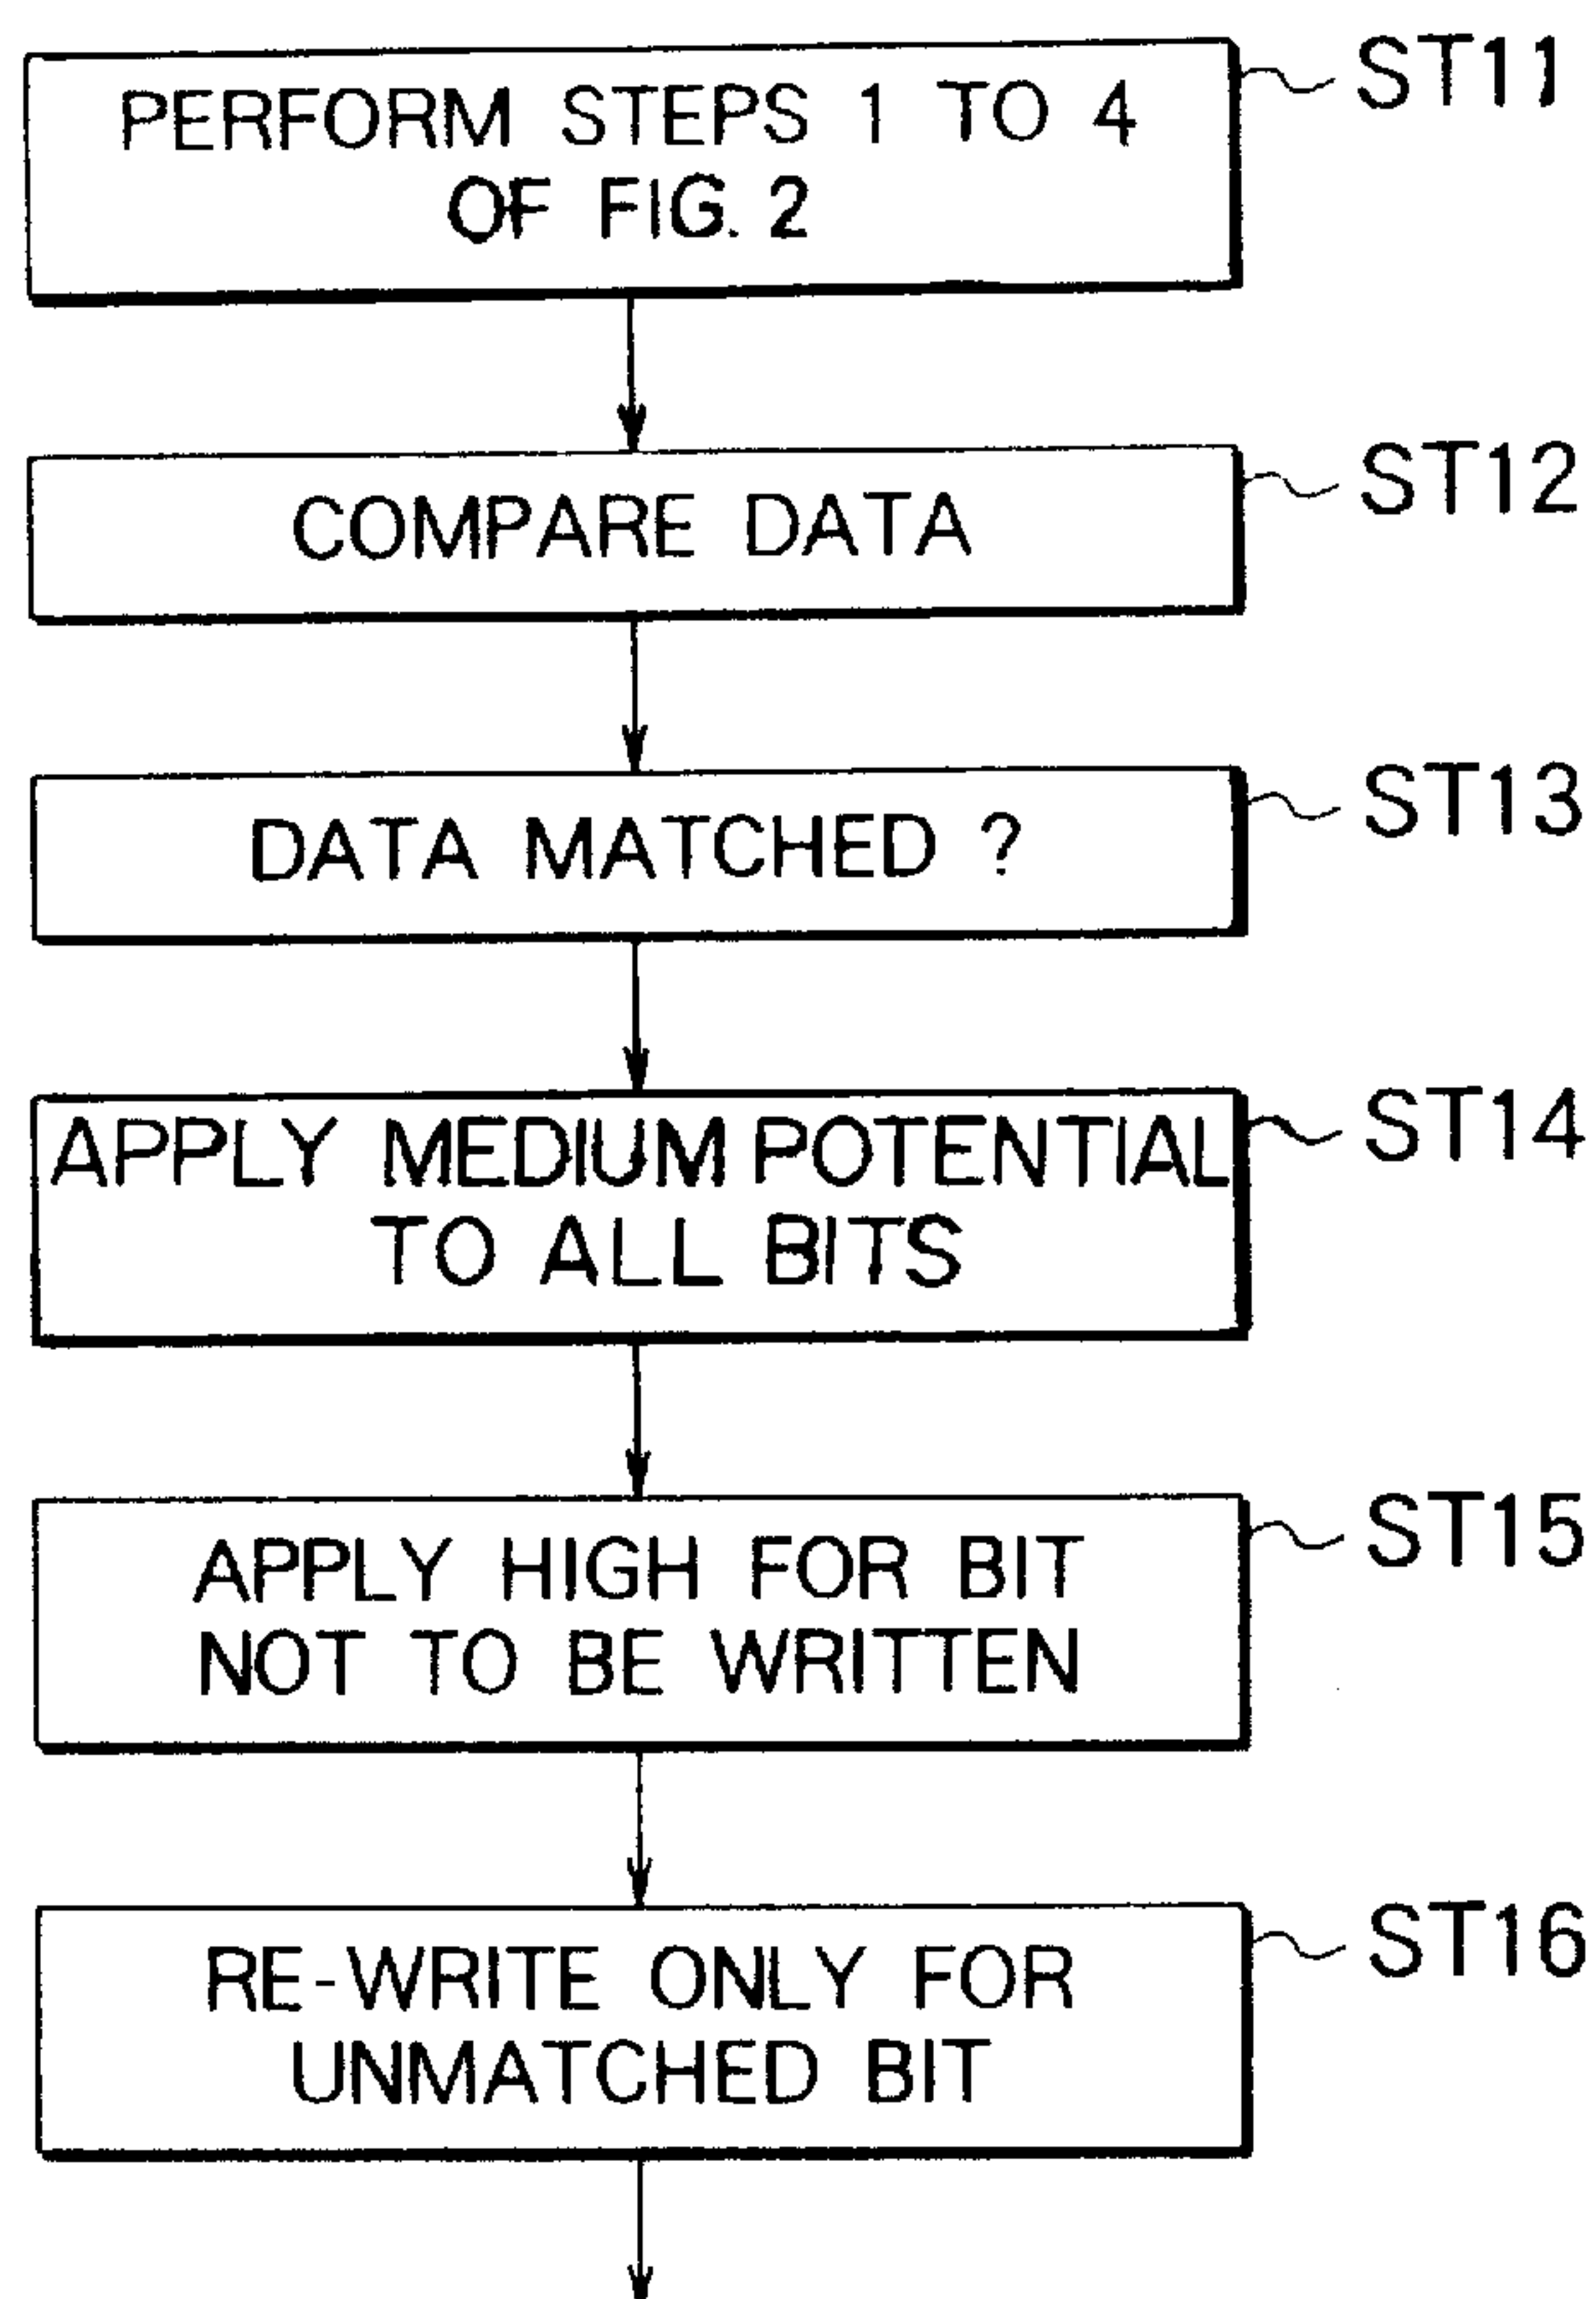 PERFORM STEPS 1 TO 4
OF FIG. 2
ST11
COMPARE DATA
ST12
DATA MATCHED ?
ST13
APPLY MEDIUM POTENTIAL
TO ALL BITS
ST14
APPLY HIGH FOR BIT
NOT TO BE WRITTEN
ST15
RE-WRITE ONLY FOR
UNMATCHED BIT
ST16